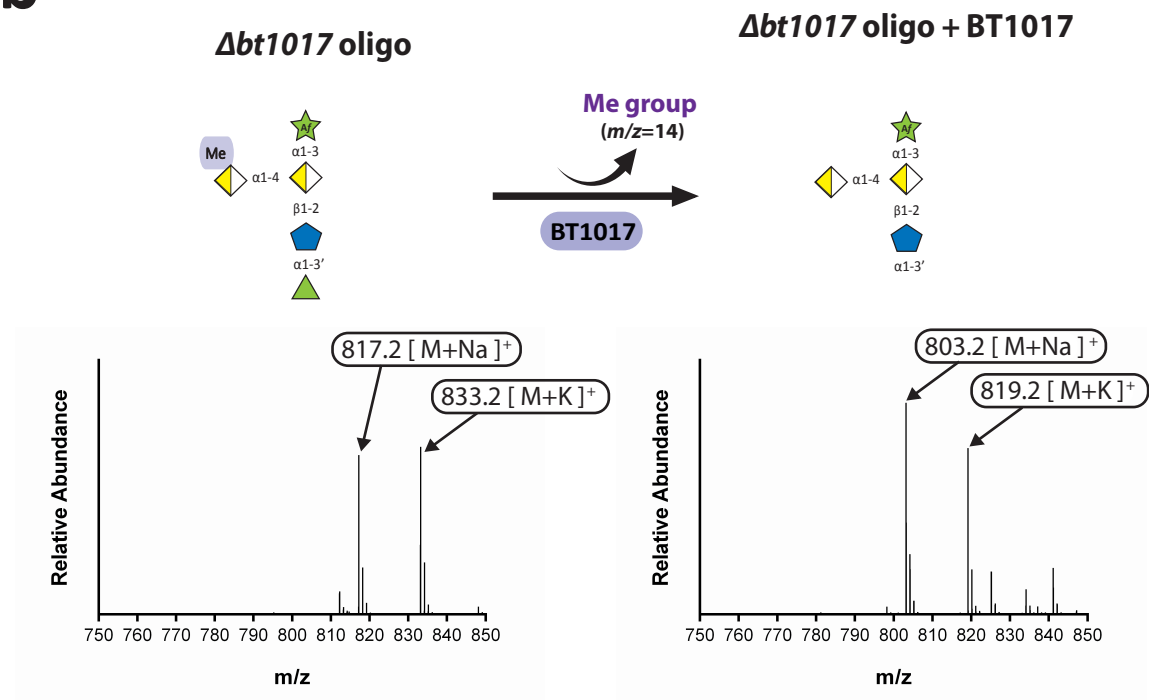 b
Δbt1017 oligo
Δbt1017 oligo + BT1017
Me group
(m/z=14)
BT1017
Me
Af
α1-3
α1-4
β1-2
α1-3′
Af
α1-3
α1-4
β1-2
α1-3′
817.2 [ M+Na ]+
833.2 [ M+K ]+
Relative Abundance
750 760 770 780 790 800 810 820 830 840 850
m/z
803.2 [ M+Na ]+
819.2 [ M+K ]+
Relative Abundance
750 760 770 780 790 800 810 820 830 840 850
m/z